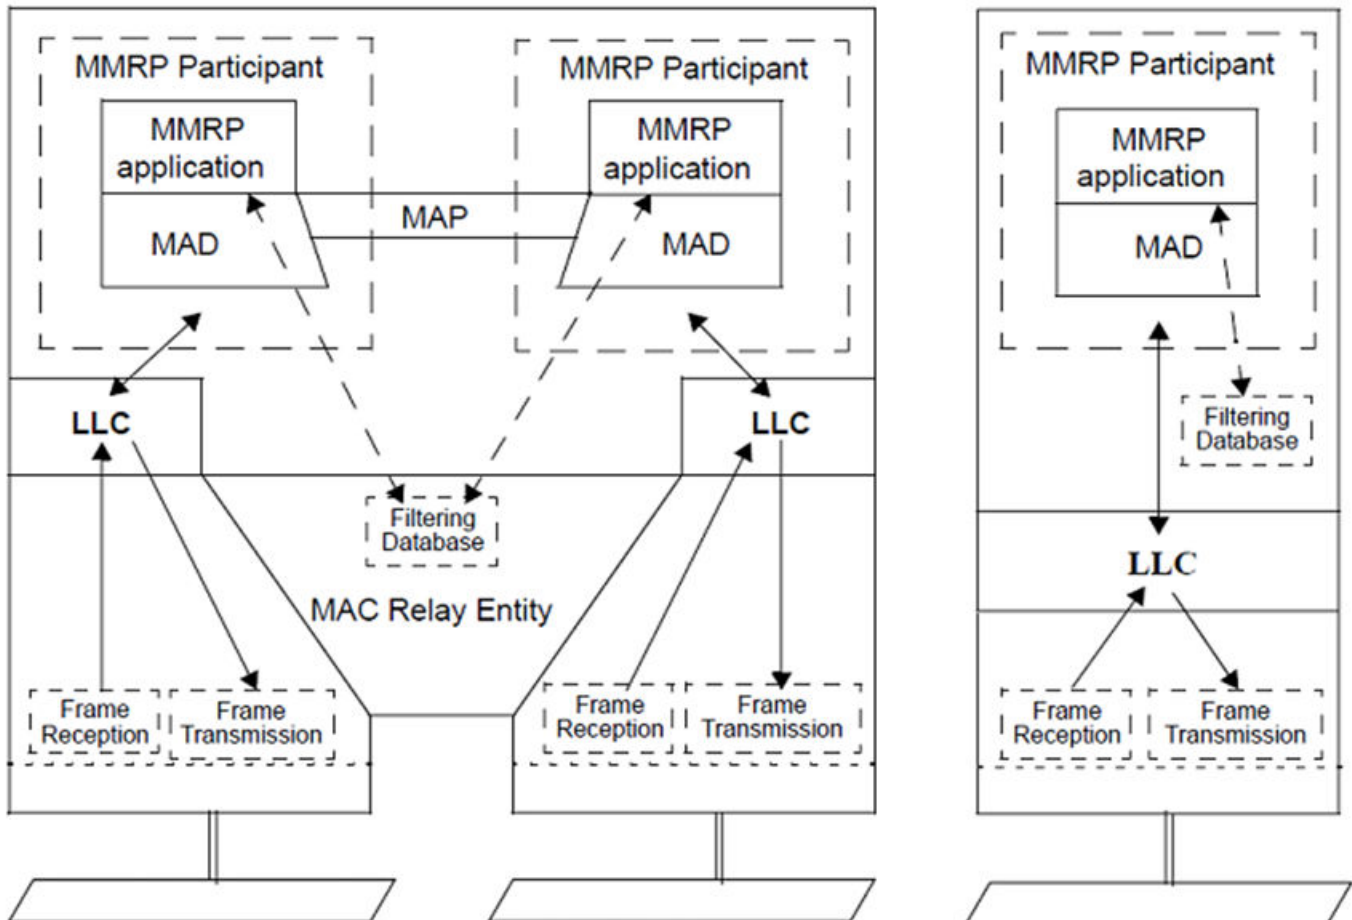 MMRP Participant
MMRP
application
MAD
MAP
MMRP Participant
MMRP
application
MAD
LLC
LLC
Filtering
Database
MAC Relay Entity
Frame
Reception
Frame
Transmission
Frame
Reception
Frame
Transmission
MMRP Participant
MMRP
application
MAD
Filtering
Database
LLC
Frame
Reception
Frame
Transmission